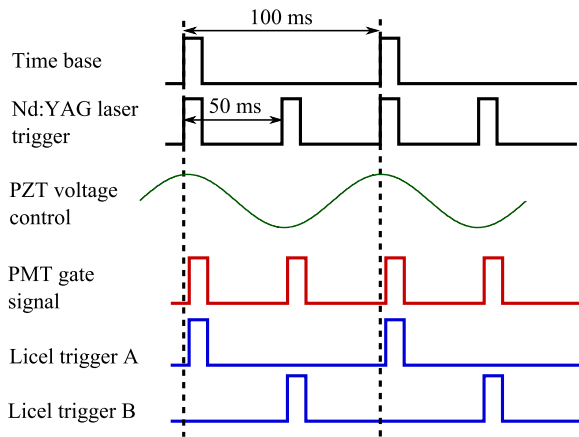 100 ms
Time base
Nd:YAG laser
trigger
50 ms
PZT voltage
control
PMT gate
signal
Licel trigger A
Licel trigger B